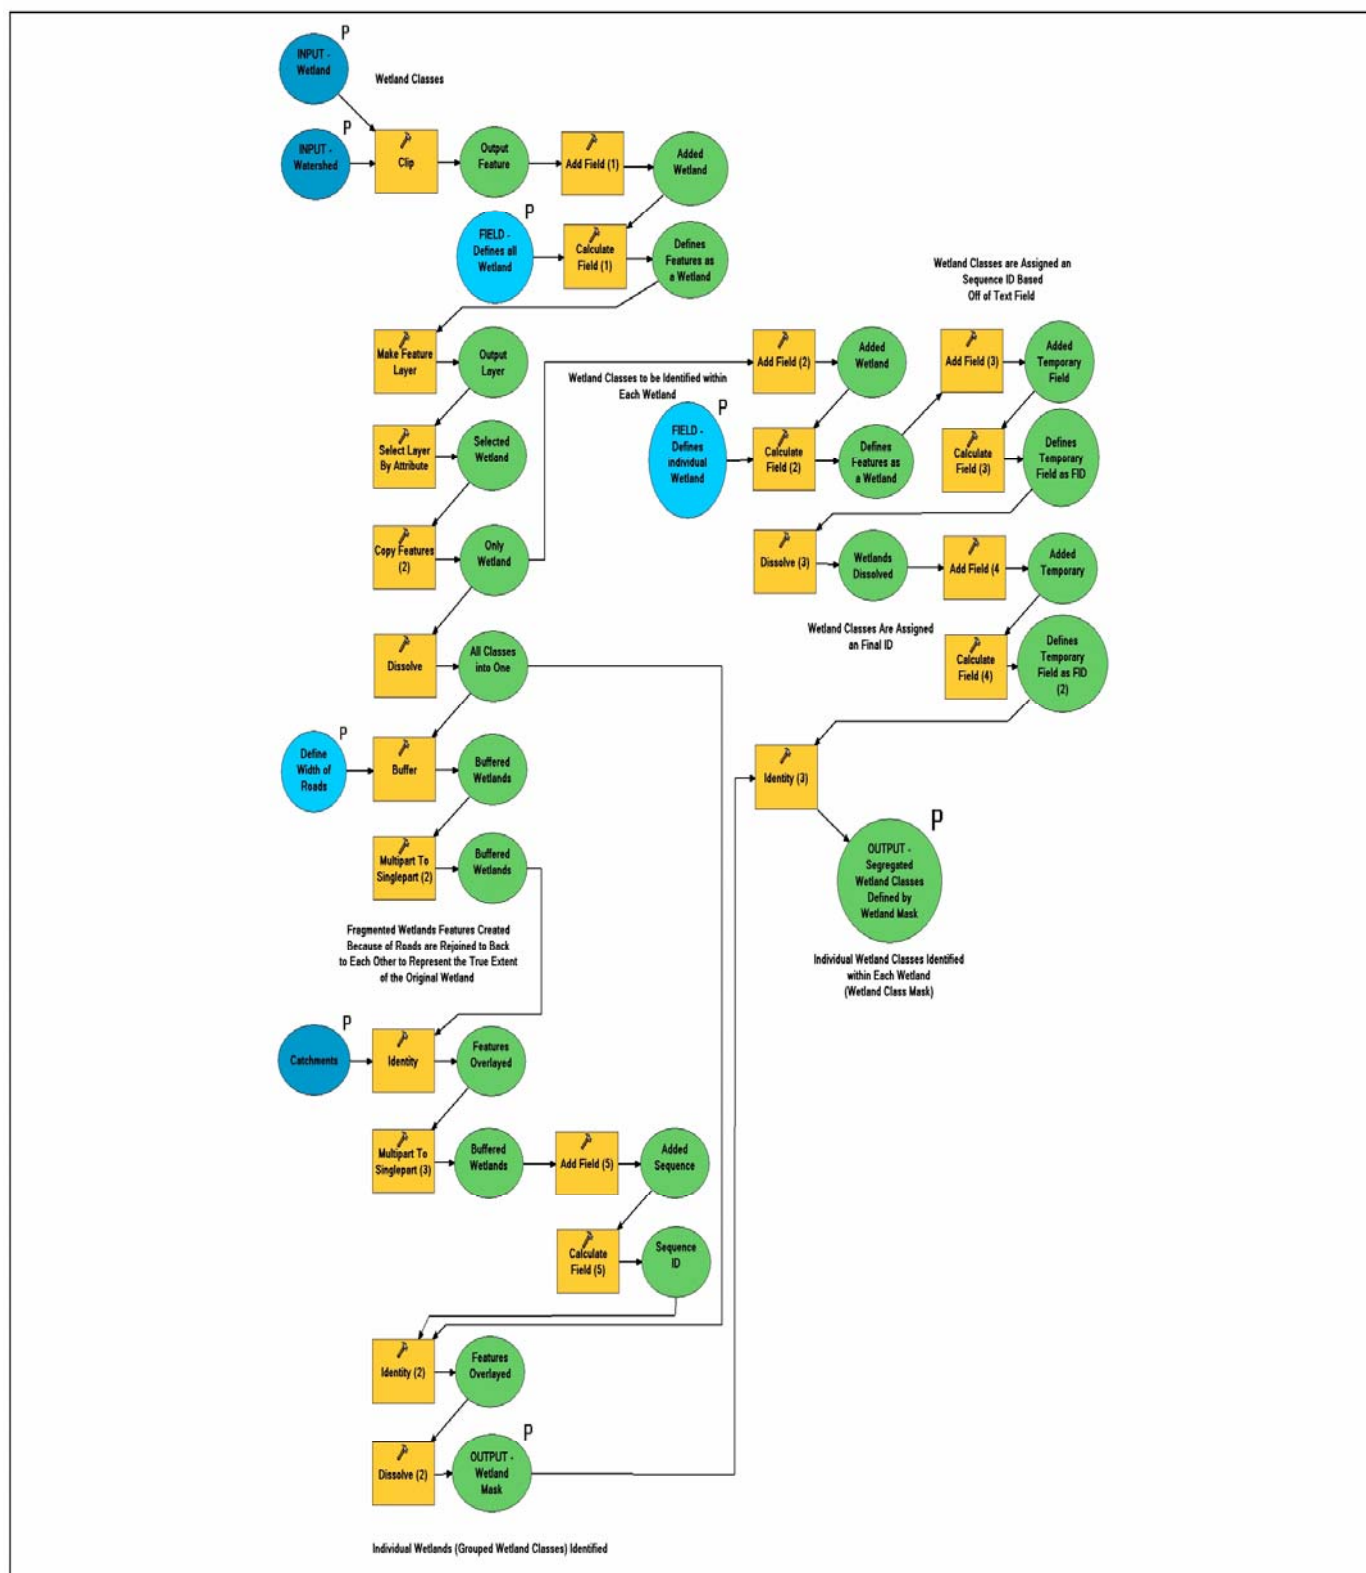 P
INPUT -
Wetland
Wetland Classes
P
INPUT -
Watershed
Clip
Output
Feature
Add Field (1)
Added
Wetland
P
FIELD -
Defines all
Wetland
Calculate
Field (1)
Defines
Features as
a Wetland
Wetland Classes are Assigned an
Sequence ID Based
Off of Text Field
Make Feature
Layer
Output
Layer
Wetland Classes to be Identified within
Each Wetland
Add Field (2)
Added
Wetland
Add Field (3)
Added
Temporary
Field
Select Layer
By Attribute
Selected
Wetland
P
FIELD -
Defines
individual
Wetland
Calculate
Field (2)
Defines
Features as
a Wetland
Calculate
Field (3)
Defines
Temporary
Field as FID
Copy Features
(2)
Only
Wetland
Dissolve (3)
Wetlands
Dissolved
Add Field (4
Added
Temporary
Wetland Classes Are Assigned
an Final ID
Dissolve
All Classes
into One
Calculate
Field (4)
Defines
Temporary
Field as FID
(2)
P
Define
Width of
Roads
Buffer
Buffered
Wetlands
Identity (3)
Multipart To
Singlepart (2)
Buffered
Wetlands
P
OUTPUT -
Segregated
Wetland Classes
Defined by
Wetland Mask
Fragmented Wetlands Features Created
Because of Roads are Rejoined to Back
to Each Other to Represent the True Extent
of the Original Wetland
Individual Wetland Classes Identified
within Each Wetland
(Wetland Class Mask)
P
Catchments
Identity
Features
Overlayed
Multipart To
Singlepart (3)
Buffered
Wetlands
Add Field (5)
Added
Sequence
Calculate
Field (5)
Sequence
ID
Identity (2)
Features
Overlayed
Dissolve (2)
P
OUTPUT -
Wetland
Mask
Individual Wetlands (Grouped Wetland Classes) Identified